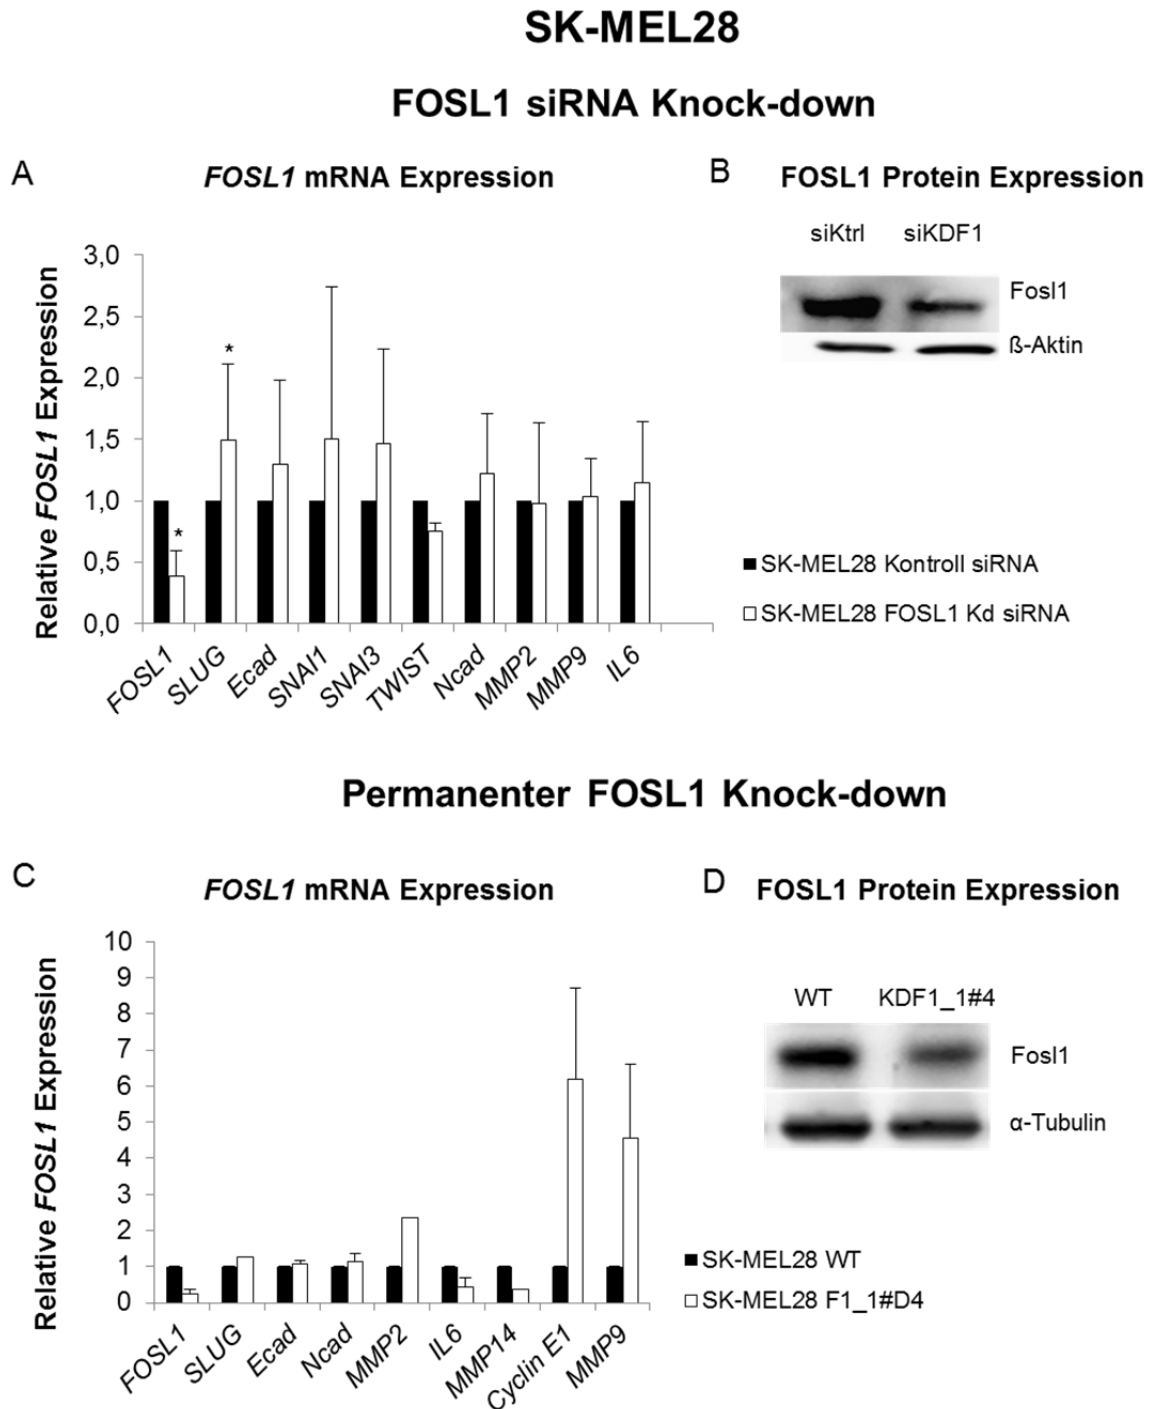 SK-MEL28
FOSL1 siRNA Knock-down
A
FOSL1 mRNA Expression
Relative FOSL1 Expression
3,0
2,5
2,0
1,5
1,0
0,5
0,0
*
*
FOSL1
SLUG
Ecad
SNAI1
SNAI3
TWIST
Ncad
MMP2
MMP9
IL6
B
FOSL1 Protein Expression
siKtrl siKDF1
Fosl1
ß-Aktin
SK-MEL28 Kontroll siRNA
SK-MEL28 FOSL1 Kd siRNA
Permanenter FOSL1 Knock-down
C
FOSL1 mRNA Expression
Relative FOSL1 Expression
10
9
8
7
6
5
4
3
2
1
0
FOSL1
SLUG
Ecad
Ncad
MMP2
IL6
MMP14
Cyclin E1
MMP9
D
FOSL1 Protein Expression
WT KDF1_1#4
Fosl1
α-Tubulin
SK-MEL28 WT
SK-MEL28 F1_1#D4